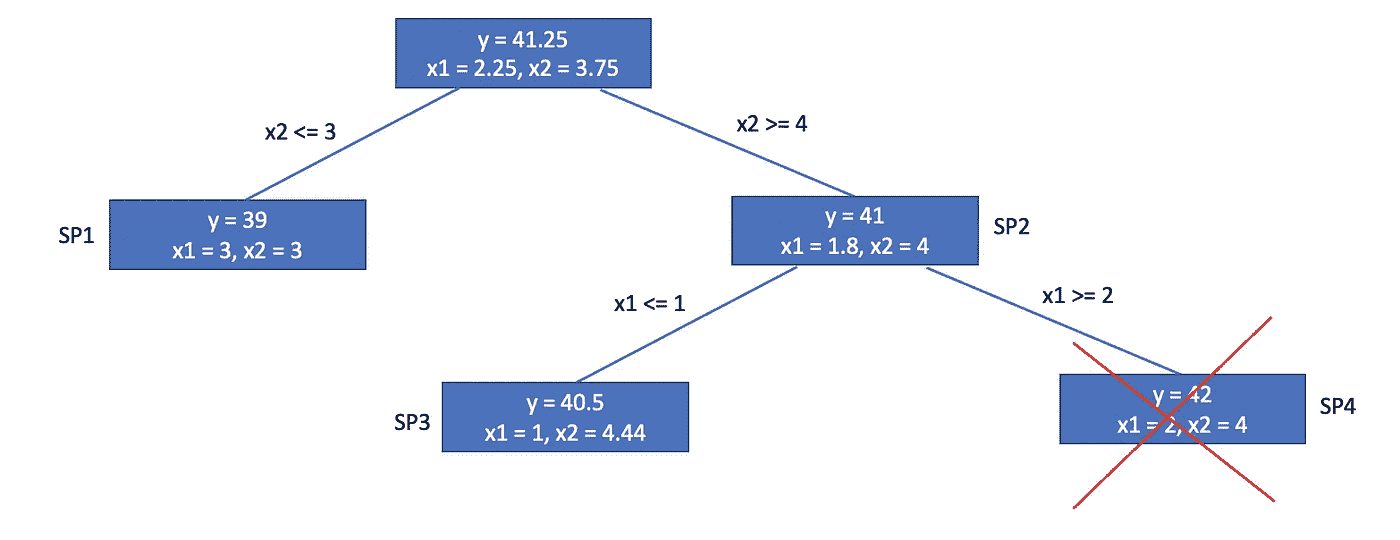 y = 41.25
x1 = 2.25, x2 = 3.75
x2 <= 3
x2 >= 4
SP1
y = 39
x1 = 3, x2 = 3
y = 41
x1 = 1.8, x2 = 4
SP2
x1 <= 1
x1 >= 2
SP3
y = 40.5
x1 = 1, x2 = 4.44
y = 42
x1 = 2, x2 = 4
SP4